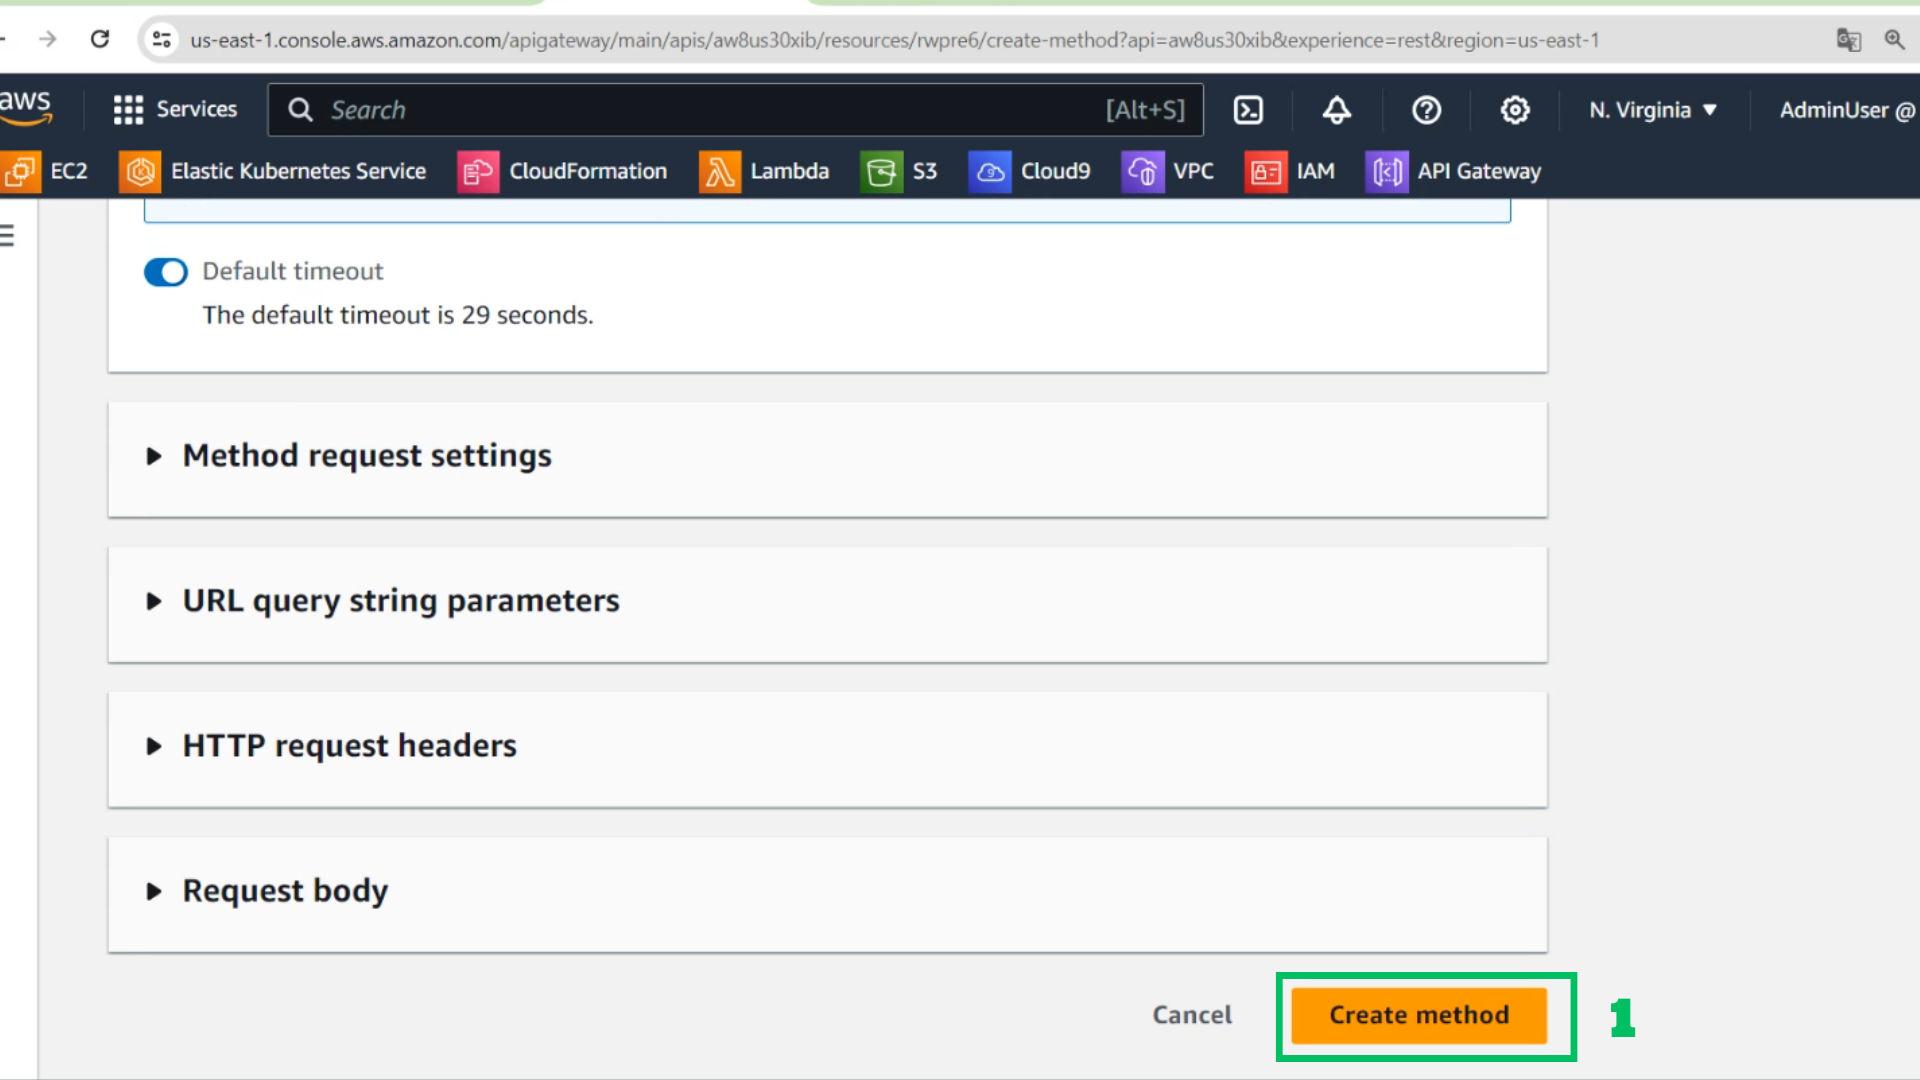 us-east-1.console.aws.amazon.com/apigateway/main/apis/aw8us30xib/resources/rwpre6/create-method?api=aw8us30xib&experience=rest&region=us-east-1
aws Services Search [Alt+S] N. Virginia ▼ AdminUser @
EC2 Elastic Kubernetes Service CloudFormation Lambda S3 Cloud9 VPC IAM API Gateway
Default timeout
The default timeout is 29 seconds.
Method request settings
URL query string parameters
HTTP request headers
Request body
Cancel Create method 1